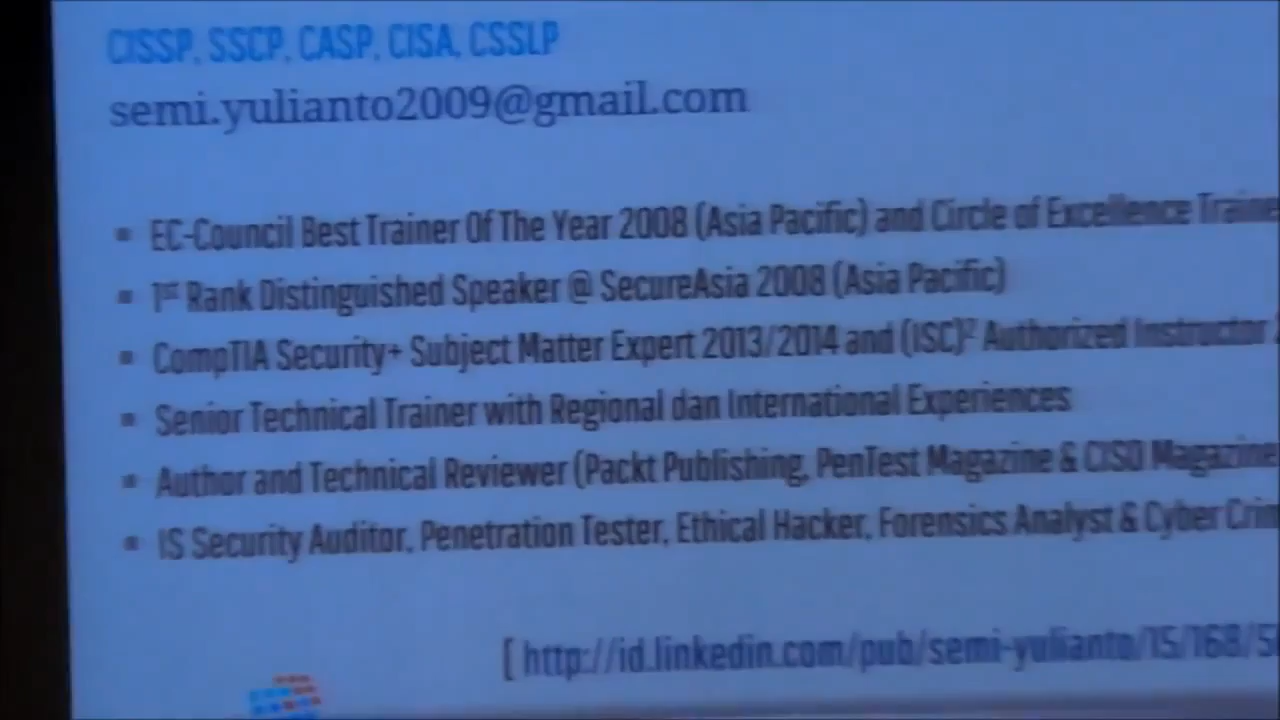 CISSP, SSCP, CASP, CISA, CSSLP
semi.yulianto2009@gmail.com
▪ EC-Council Best Trainer Of The Year 2008 (Asia Pacific) and Circle of Excellence
▪ 1st Rank Distinguished Speaker @ SecureAsia 2008 (Asia Pacific)
▪ CompTIA Security+ Subject Matter Expert 2013/2014 and (ISC)² Authorized Instructor
▪ Senior Technical Trainer with Regional dan International Experiences
▪ Author and Technical Reviewer (Packt Publishing, PenTest Magazine & CISO Magazine
▪ IS Security Auditor, Penetration Tester, Ethical Hacker, Forensics Analyst & Cyber
[ http://id.linkedin.com/pub/semi-yulianto/15/168/